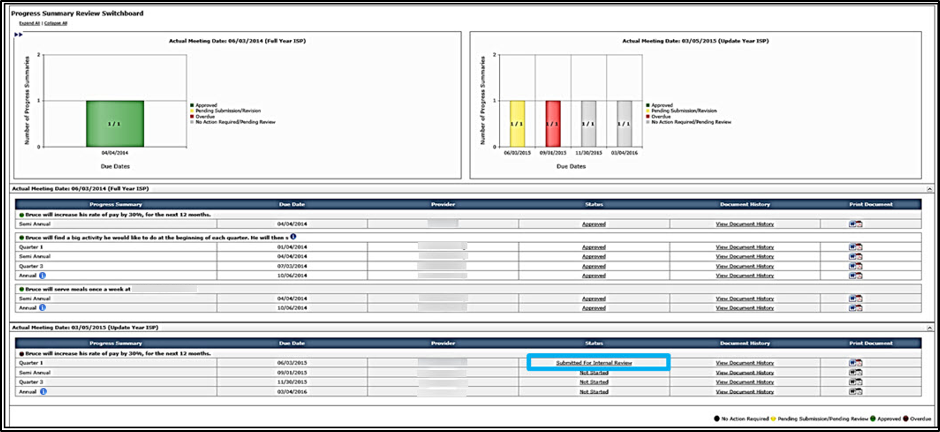 Progress Summary Review Switchboard
Expand All | Collapse All
Actual Meeting Date: 06/03/2014 (Full Year ISP)
Number of Progress Summaries
2
1
0
1 / 1
04/04/2014
Due Dates
Approved
Pending Submission/Revision
Overdue
No Action Required/Pending Review
Actual Meeting Date: 03/05/2015 (Update Year ISP)
Number of Progress Summaries
2
1
0
1 / 1 1 / 1 1 / 1 1 / 1
06/03/2015 09/01/2015 11/30/2015 03/04/2016
Due Dates
Approved
Pending Submission/Revision
Overdue
No Action Required/Pending Review
Actual Meeting Date: 06/03/2014 (Full Year ISP)
Progress Summary Due Date Provider Status Document History Print Document
Bruce will increase his rate of pay by 30%, for the next 12 months.
Semi Annual 04/04/2014 Approved View Document History
Bruce will find a big activity he would like to do at the beginning of each quarter. He will then s
Quarter 1 01/04/2014 Approved View Document History
Semi Annual 04/04/2014 Approved View Document History
Quarter 3 07/03/2014 Approved View Document History
Annual 10/06/2014 Approved View Document History
Bruce will serve meals once a week at
Semi Annual 04/04/2014 Approved View Document History
Annual 10/06/2014 Approved View Document History
Actual Meeting Date: 03/05/2015 (Update Year ISP)
Progress Summary Due Date Provider Status Document History Print Document
Bruce will increase his rate of pay by 30%, for the next 12 months.
Quarter 1 06/03/2015 Submitted For Internal Review View Document History
Semi Annual 09/01/2015 Not Started View Document History
Quarter 3 11/30/2015 Not Started View Document History
Annual 03/04/2016 Not Started View Document History
No Action Required Pending Submission/Pending Review Approved Overdue